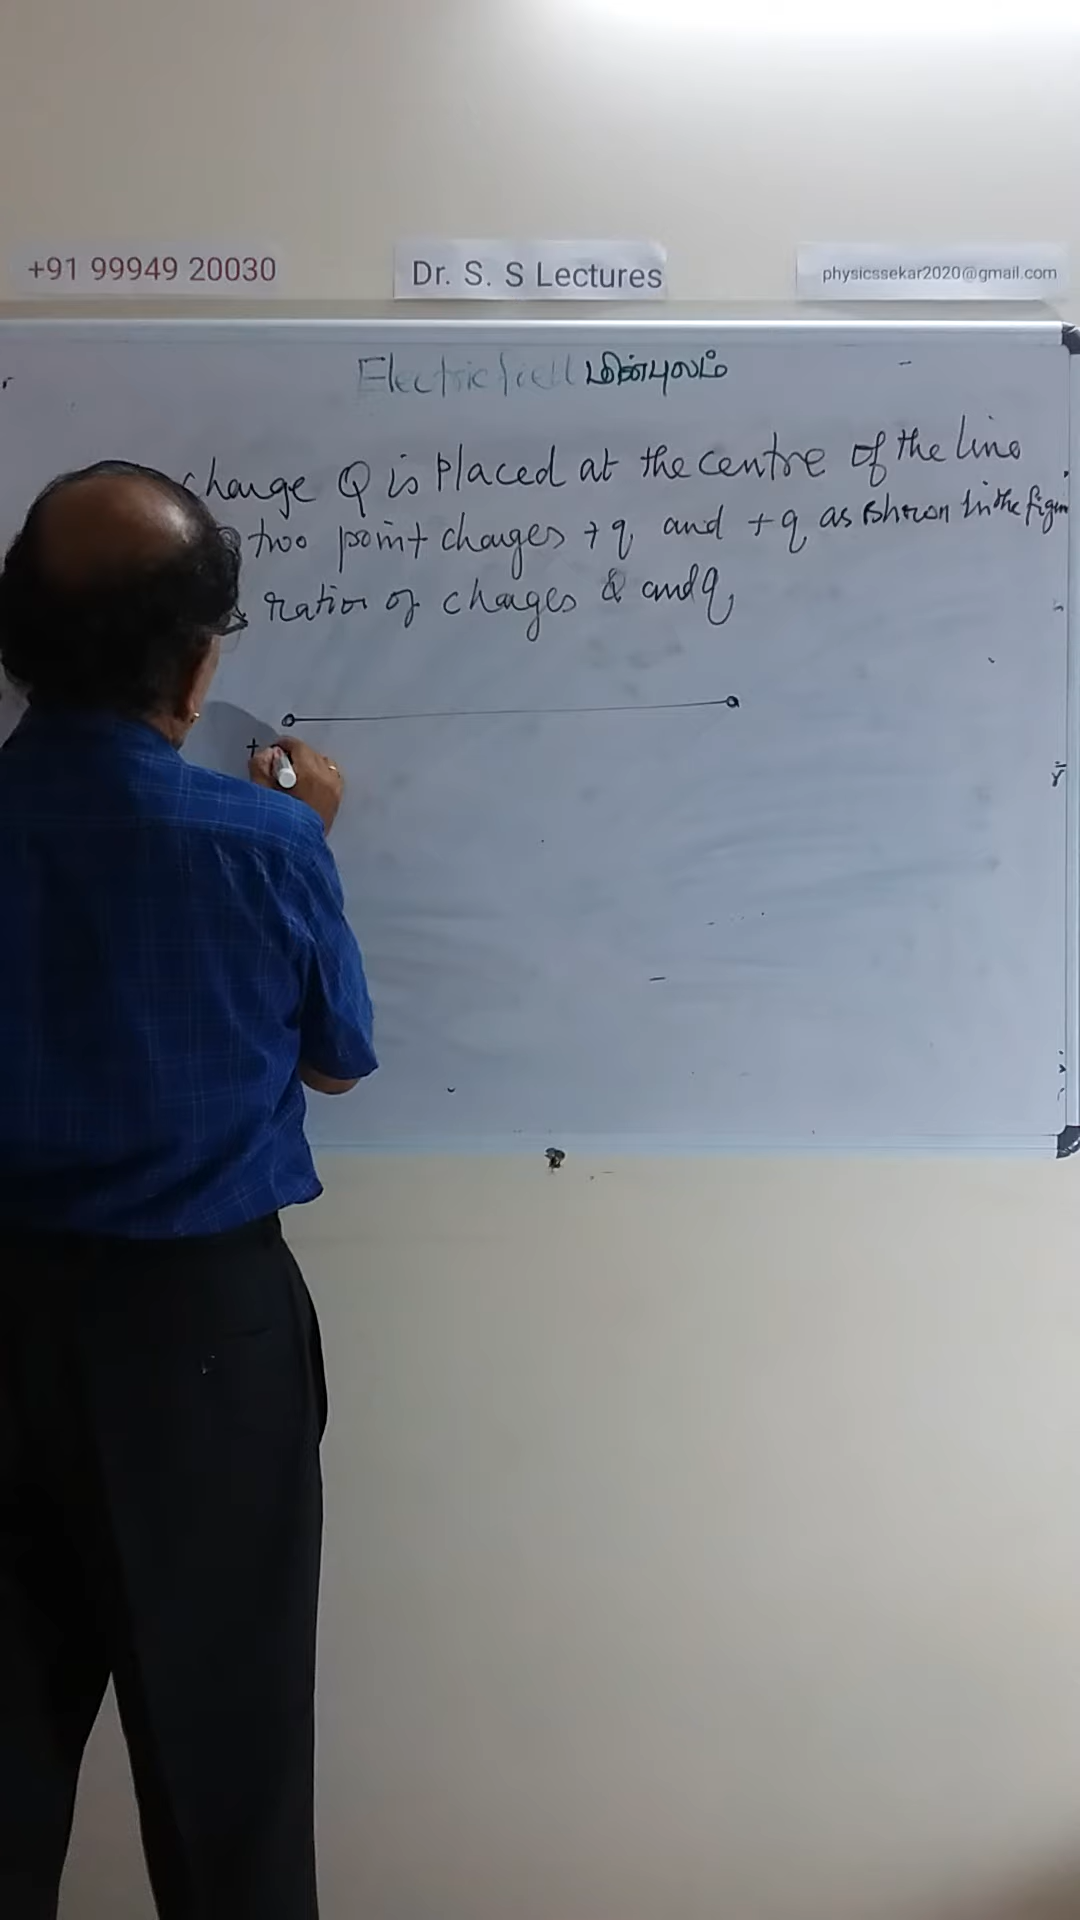 +91 99949 20030
Dr. S. S Lectures
physicssekar2020@gmail.com
Electric field மின்புலம்
charge Q is placed at the centre of the line
two point charges +q and +q as shown in the figure
ratio of charges Q and q
+